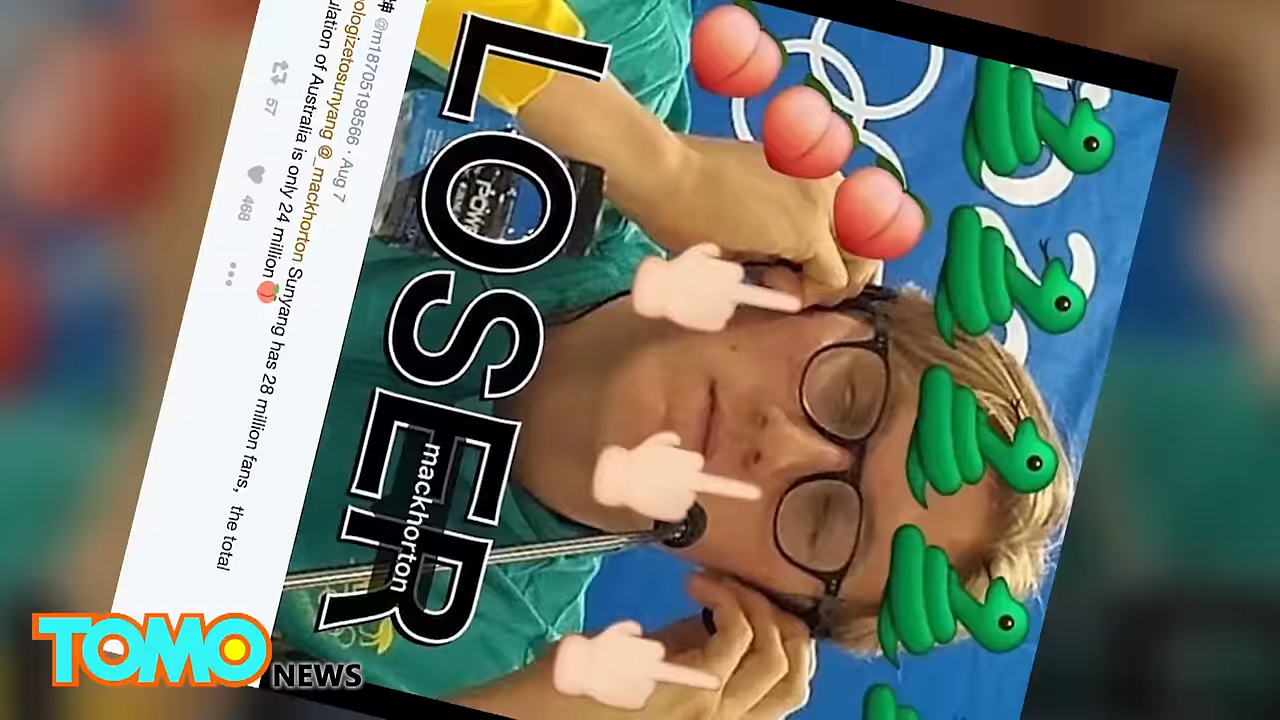 坤 @m18705198566 · Aug 7
ologizetosunyang @_mackhorton Sunyang has 28 million fans, the total
ulation of Australia is only 24 million 🍑
57 468
LOSER
mackhorton
TOMO NEWS